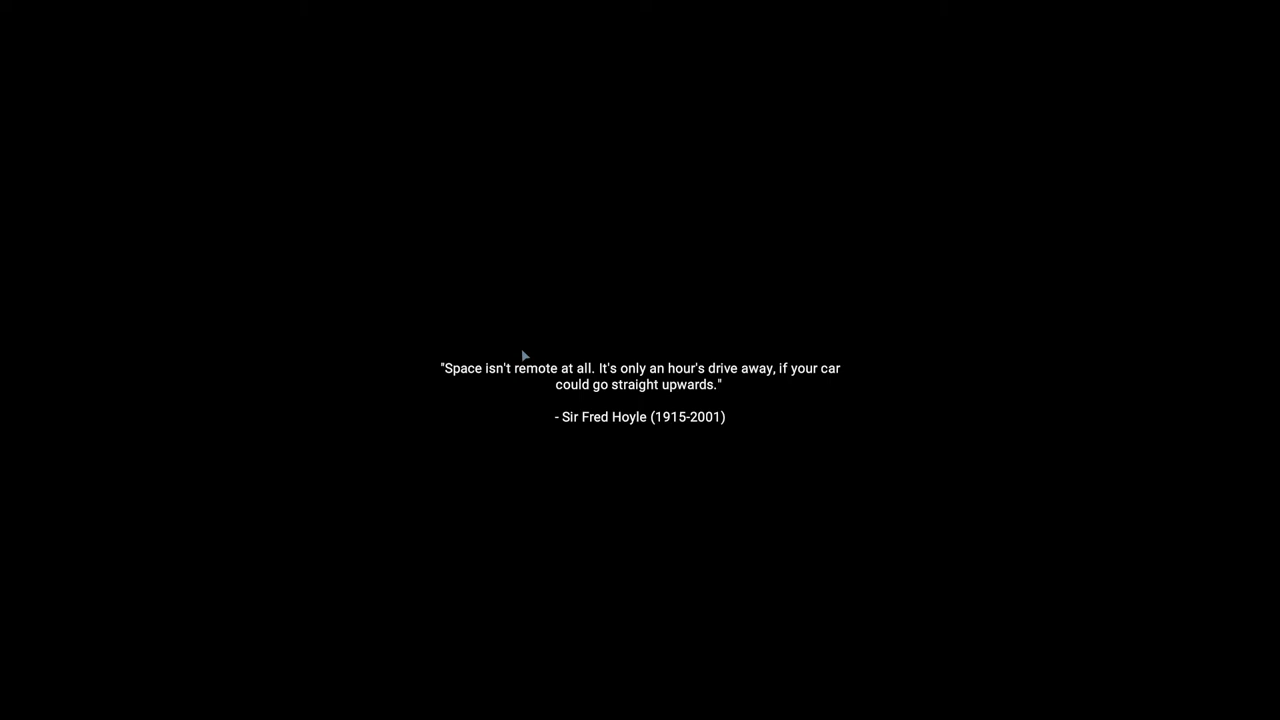 "Space isn't remote at all. It's only an hour's drive away, if your car
could go straight upwards."
- Sir Fred Hoyle (1915-2001)